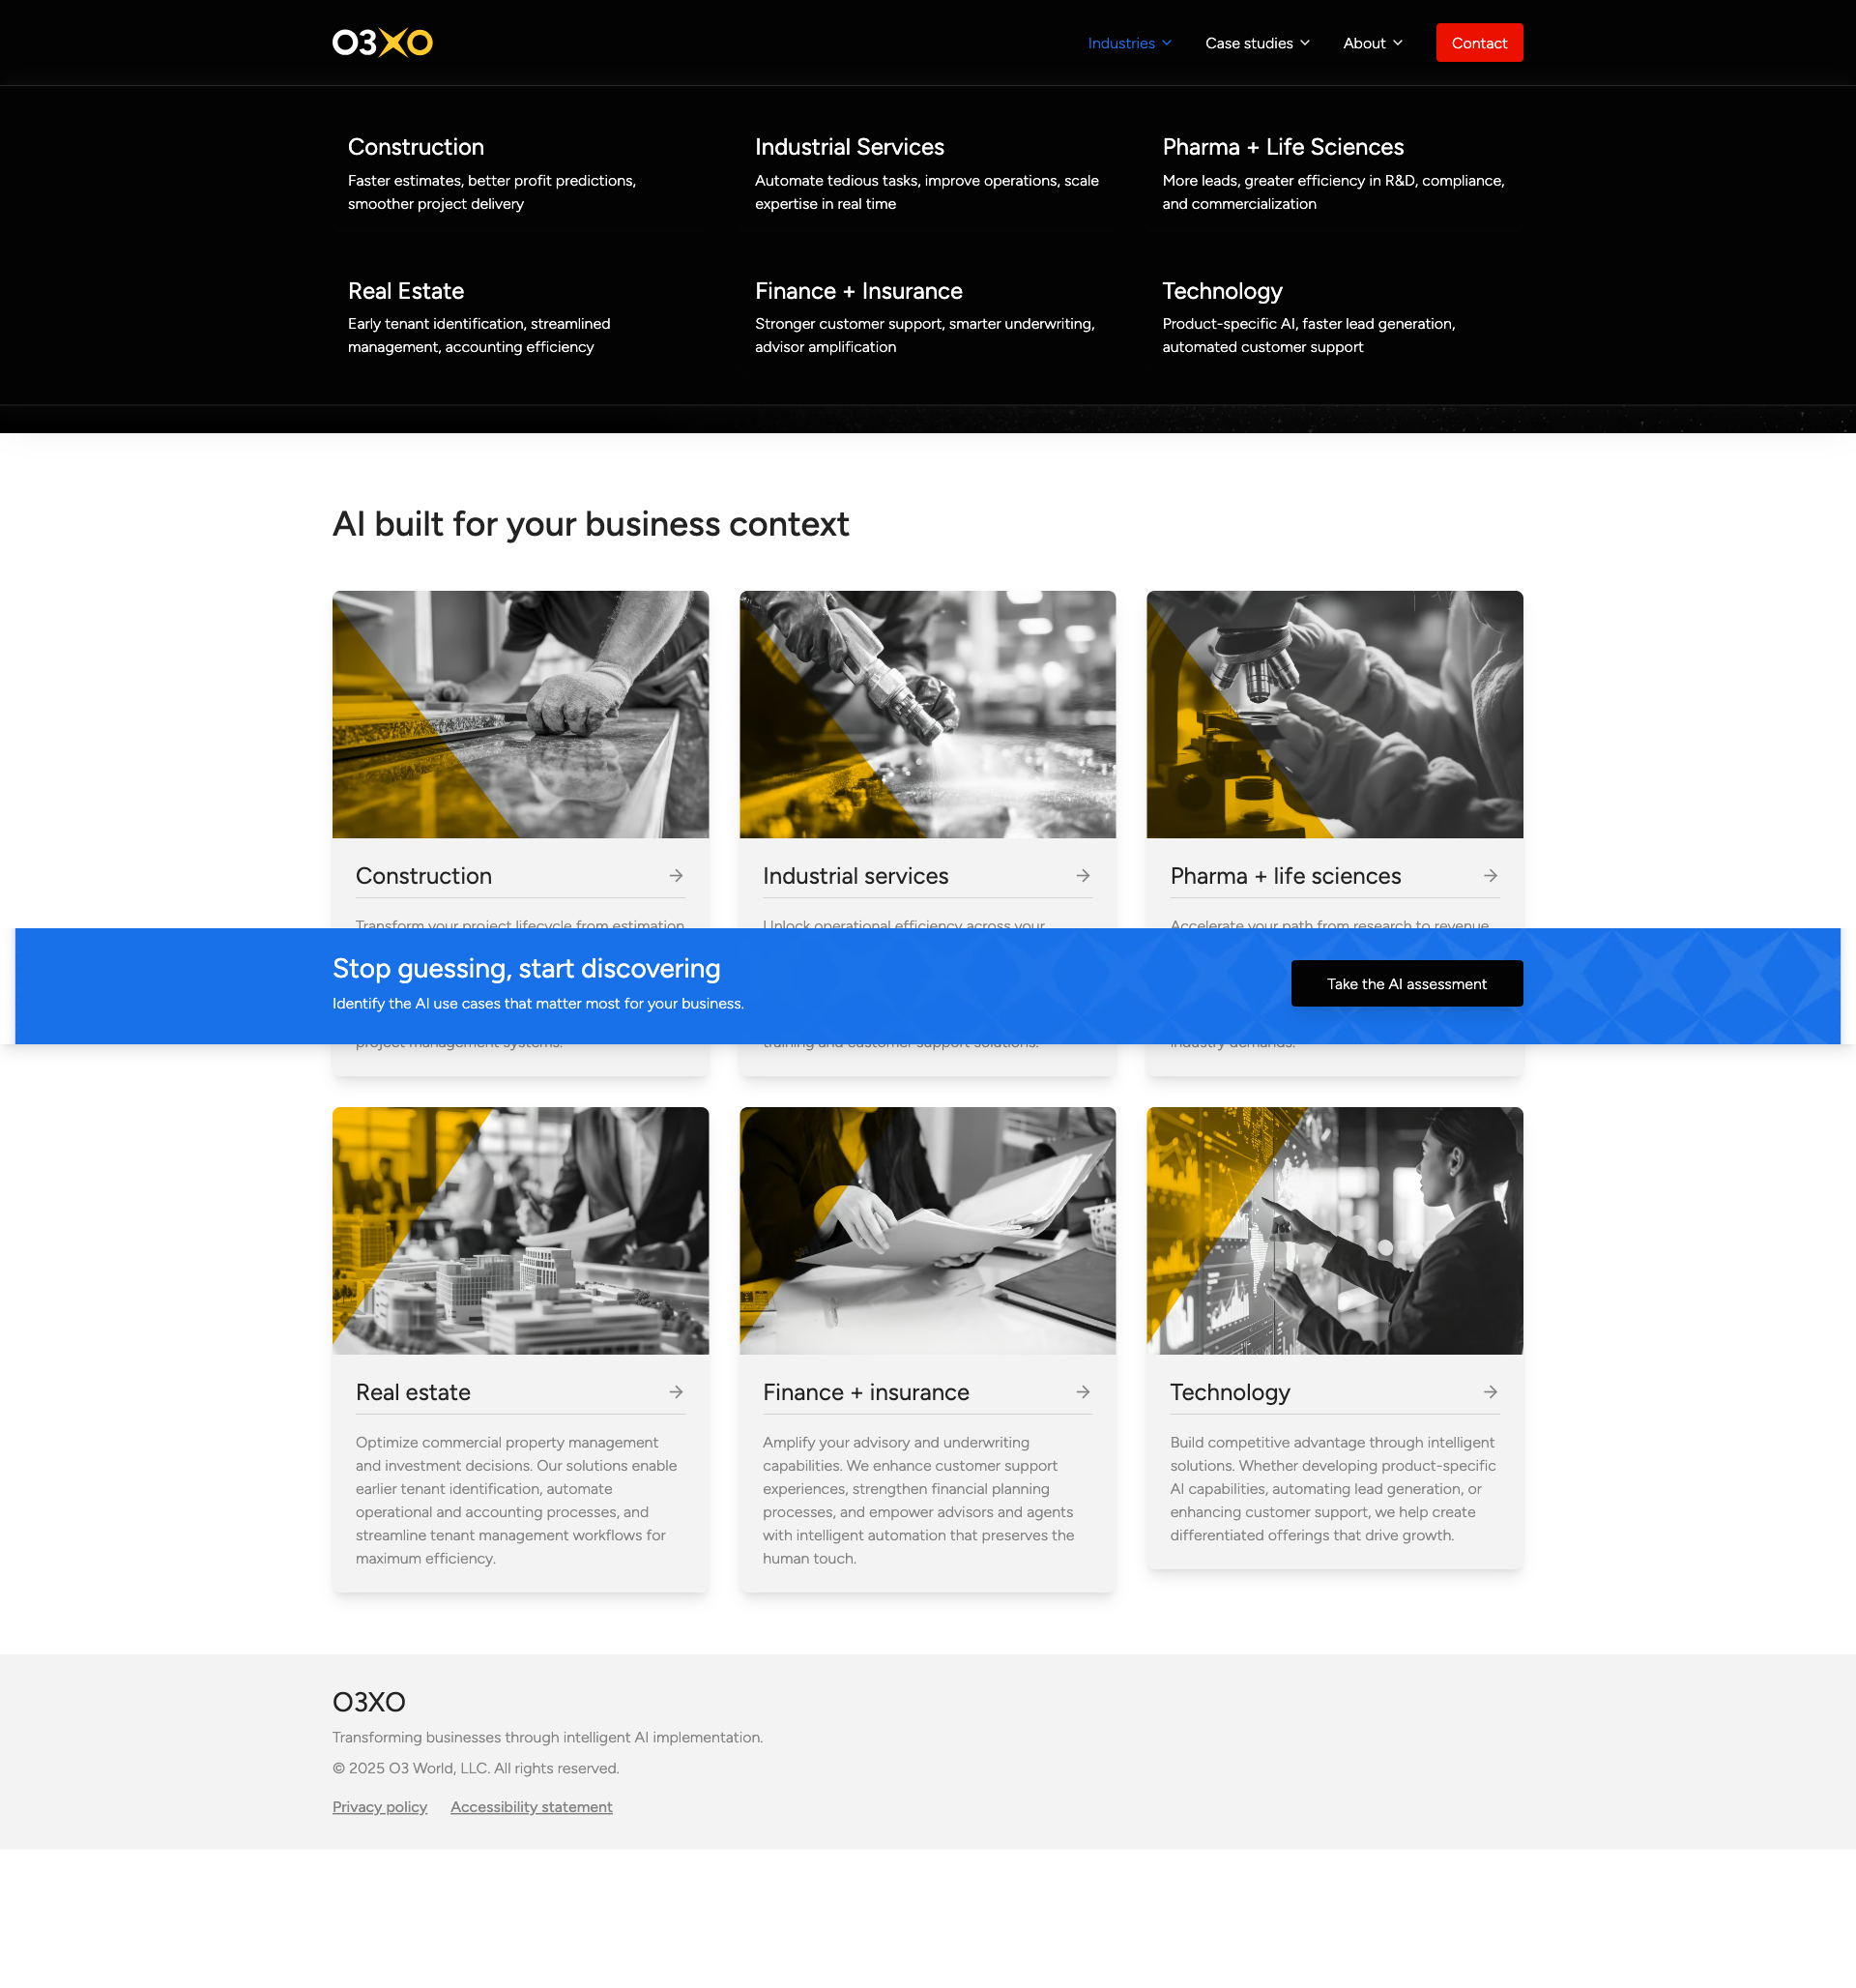 O3XO
Industries
Case studies
About
Contact
Construction
Faster estimates, better profit predictions,
smoother project delivery
Industrial Services
Automate tedious tasks, improve operations, scale
expertise in real time
Pharma + Life Sciences
More leads, greater efficiency in R&D, compliance,
and commercialization
Real Estate
Early tenant identification, streamlined
management, accounting efficiency
Finance + Insurance
Stronger customer support, smarter underwriting,
advisor amplification
Technology
Product-specific AI, faster lead generation,
automated customer support
AI built for your business context
Construction
Transform your project lifecycle from estimation
Industrial services
Unlock operational efficiency across your
Pharma + life sciences
Accelerate your path from research to revenue
Stop guessing, start discovering
Identify the AI use cases that matter most for your business.
Take the AI assessment
project management systems.
training and customer support solutions.
industry demands.
Real estate
Optimize commercial property management
and investment decisions. Our solutions enable
earlier tenant identification, automate
operational and accounting processes, and
streamline tenant management workflows for
maximum efficiency.
Finance + insurance
Amplify your advisory and underwriting
capabilities. We enhance customer support
experiences, strengthen financial planning
processes, and empower advisors and agents
with intelligent automation that preserves the
human touch.
Technology
Build competitive advantage through intelligent
solutions. Whether developing product-specific
AI capabilities, automating lead generation, or
enhancing customer support, we help create
differentiated offerings that drive growth.
O3XO
Transforming businesses through intelligent AI implementation.
© 2025 O3 World, LLC. All rights reserved.
Privacy policy
Accessibility statement